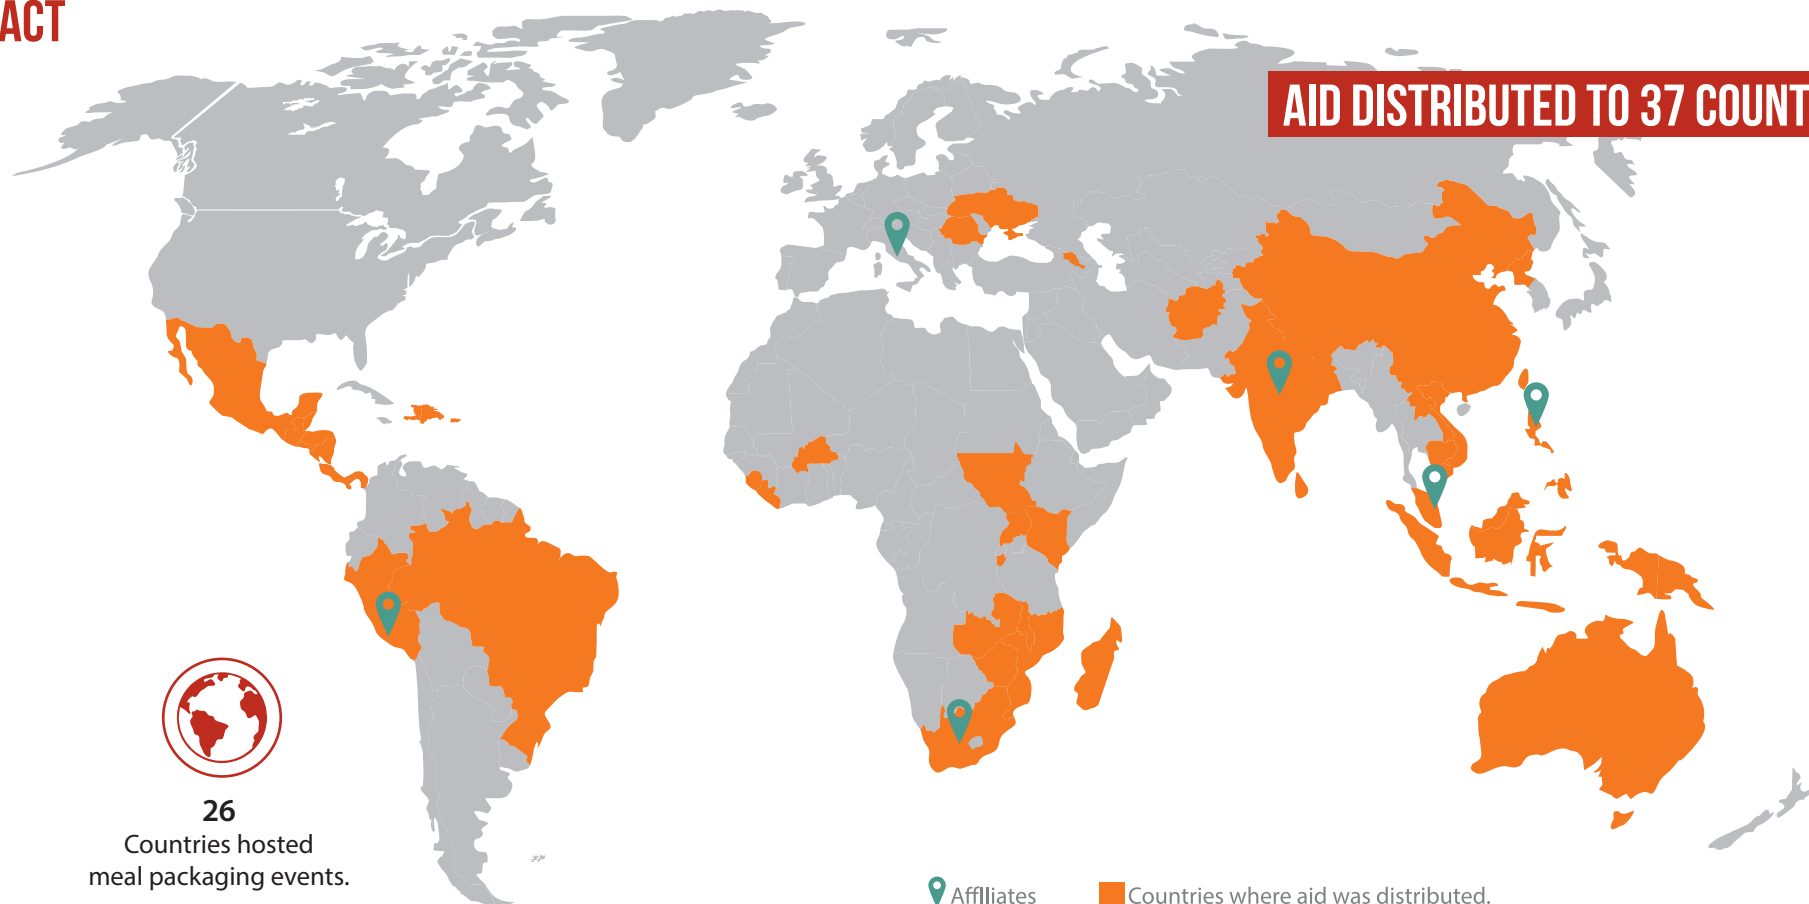 ACT
AID DISTRIBUTED TO 37 COUNT
26
Countries hosted
meal packaging events.
Affiliates
Countries where aid was distributed.